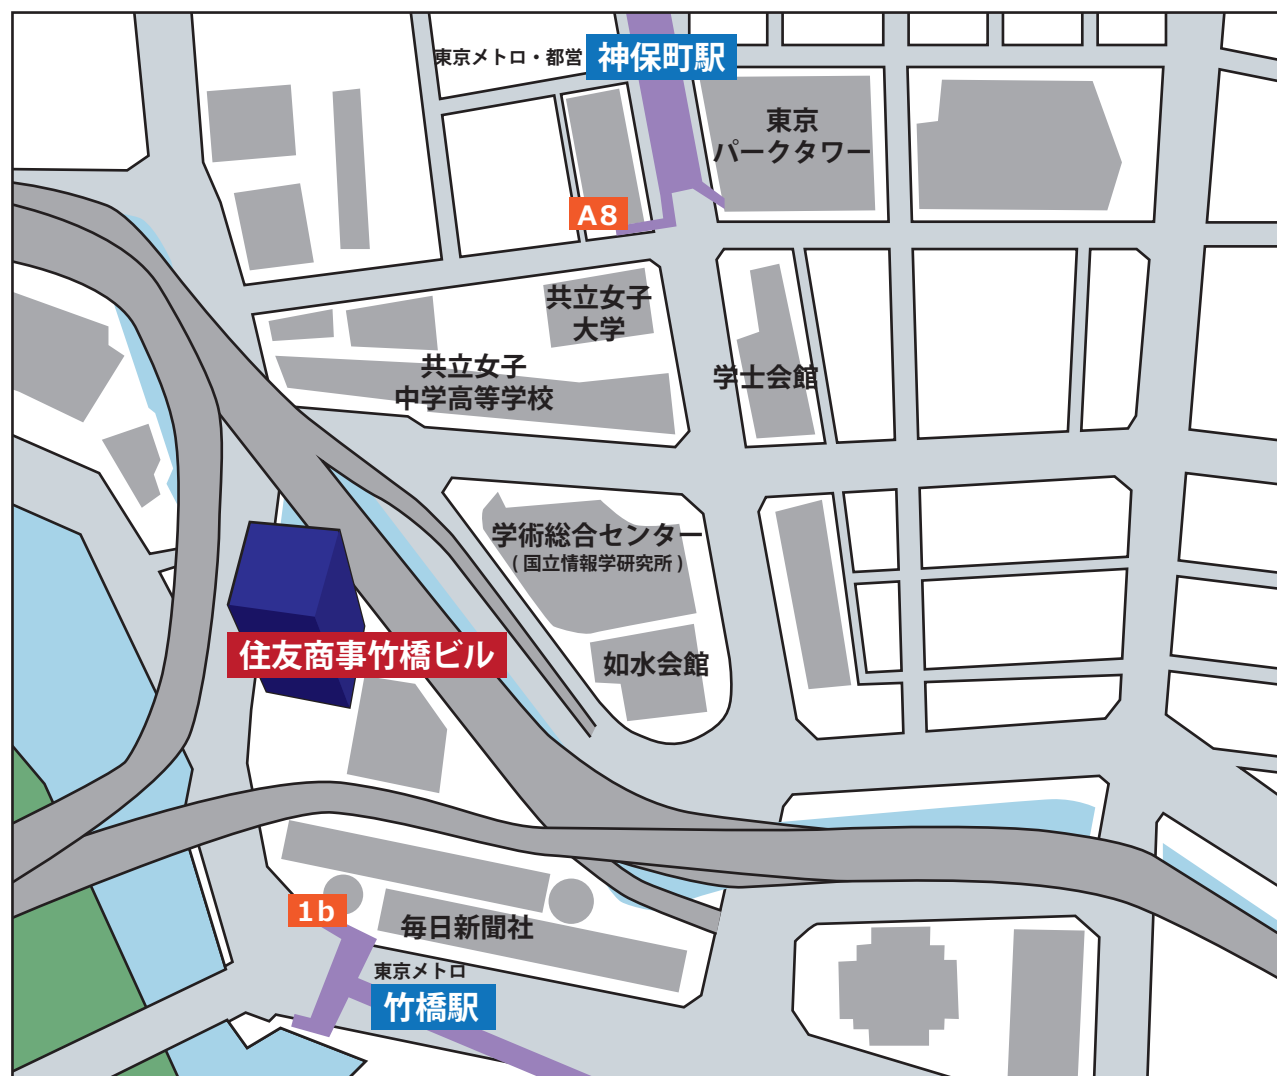 東京メトロ・都営 神保町駅
東京
パークタワー
A8
共立女子
大学
共立女子
中学高等学校
学士会館
学術総合センター
(国立情報学研究所)
住友商事竹橋ビル
如水会館
1b
毎日新聞社
東京メトロ
竹橋駅